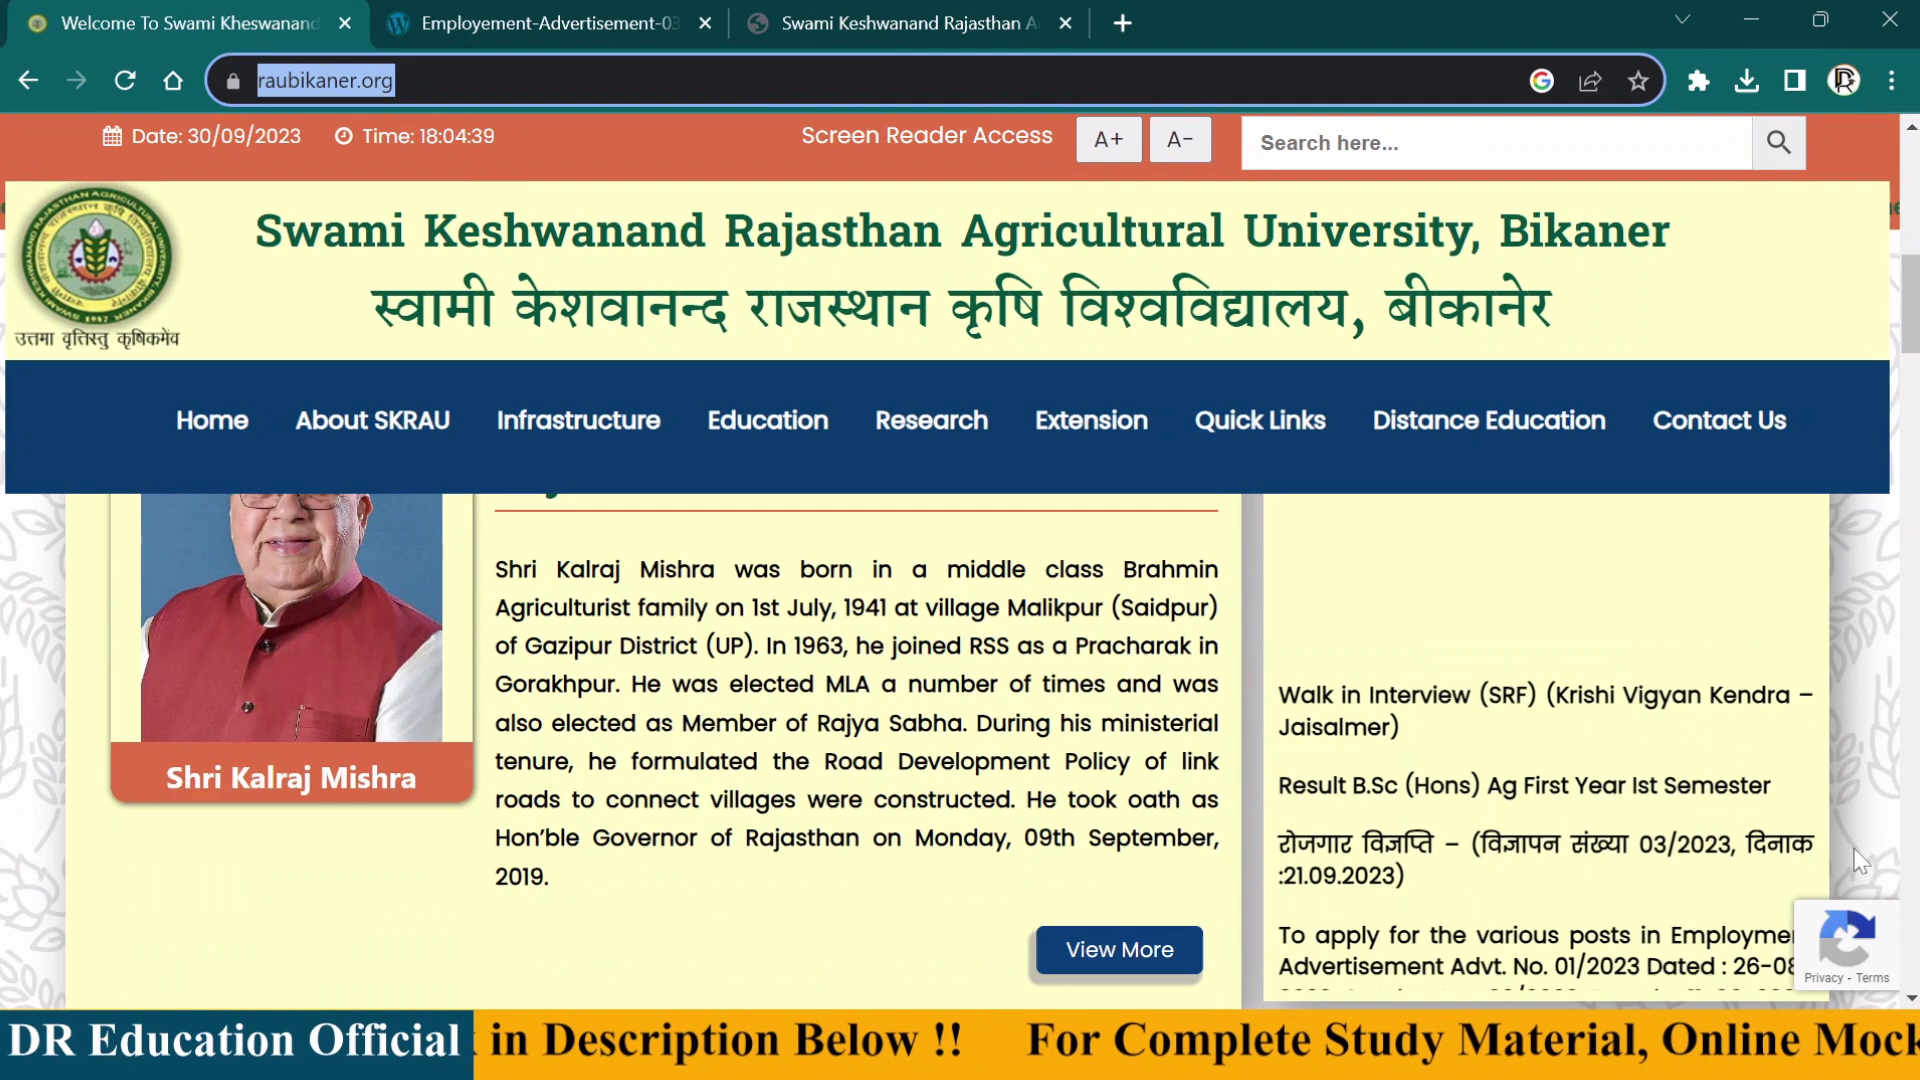 Welcome To Swami Kheswanand
Employement-Advertisement-03
Swami Keshwanand Rajasthan A
raubikaner.org
Date: 30/09/2023 Time: 18:04:39
Screen Reader Access A+ A- Search here...
Swami Keshwanand Rajasthan Agricultural University, Bikaner
स्वामी केशवानन्द राजस्थान कृषि विश्वविद्यालय, बीकानेर
उत्तमा वृत्तिस्तु कृषिकर्मेव
Home About SKRAU Infrastructure Education Research Extension Quick Links Distance Education Contact Us
Shri Kalraj Mishra
Shri Kalraj Mishra was born in a middle class Brahmin
Agriculturist family on 1st July, 1941 at village Malikpur (Saidpur)
of Gazipur District (UP). In 1963, he joined RSS as a Pracharak in
Gorakhpur. He was elected MLA a number of times and was
also elected as Member of Rajya Sabha. During his ministerial
tenure, he formulated the Road Development Policy of link
roads to connect villages were constructed. He took oath as
Hon’ble Governor of Rajasthan on Monday, 09th September,
2019.
View More
Walk in Interview (SRF) (Krishi Vigyan Kendra –
Jaisalmer)
Result B.Sc (Hons) Ag First Year Ist Semester
रोजगार विज्ञप्ति – (विज्ञापन संख्या 03/2023, दिनाक
:21.09.2023)
To apply for the various posts in Employme
Advertisement Advt. No. 01/2023 Dated : 26-08
Privacy - Terms
DR Education Official in Description Below !! For Complete Study Material, Online Mock